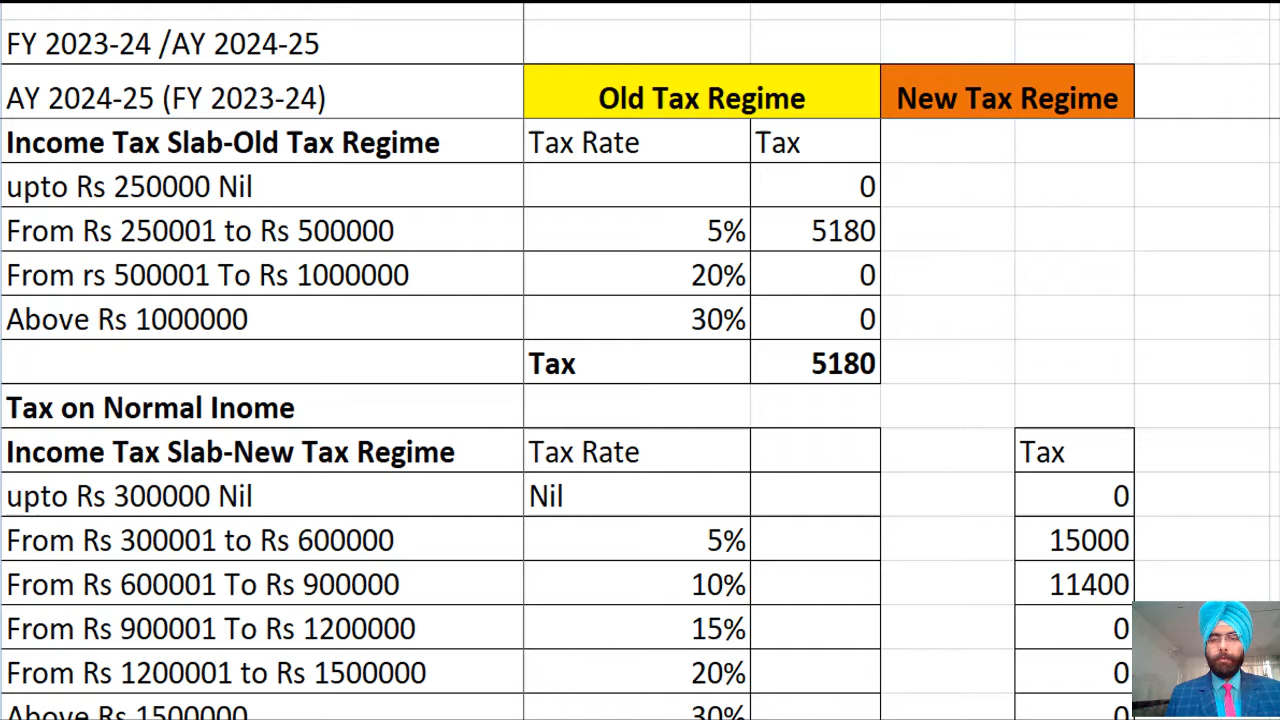 FY 2023-24 /AY 2024-25
AY 2024-25 (FY 2023-24) Old Tax Regime New Tax Regime
Income Tax Slab-Old Tax Regime Tax Rate Tax
upto Rs 250000 Nil 0
From Rs 250001 to Rs 500000 5% 5180
From rs 500001 To Rs 1000000 20% 0
Above Rs 1000000 30% 0
Tax 5180
Tax on Normal Inome
Income Tax Slab-New Tax Regime Tax Rate Tax
upto Rs 300000 Nil Nil 0
From Rs 300001 to Rs 600000 5% 15000
From Rs 600001 To Rs 900000 10% 11400
From Rs 900001 To Rs 1200000 15% 0
From Rs 1200001 to Rs 1500000 20% 0
Above Rs 1500000 30% 0